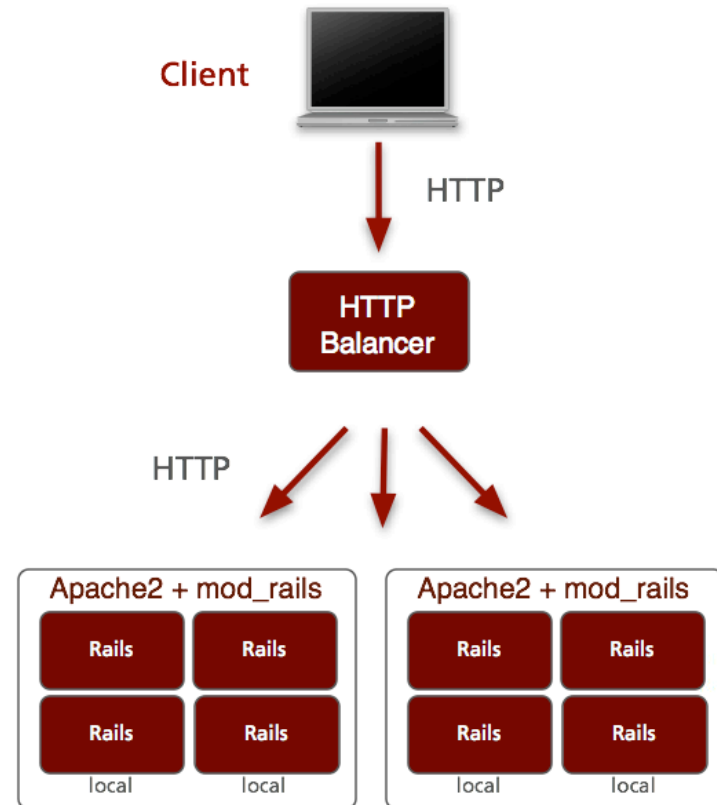 Client
HTTP
HTTP
Balancer
HTTP
Apache2 + mod_rails
Rails Rails
Rails Rails
local local
Apache2 + mod_rails
Rails Rails
Rails Rails
local local